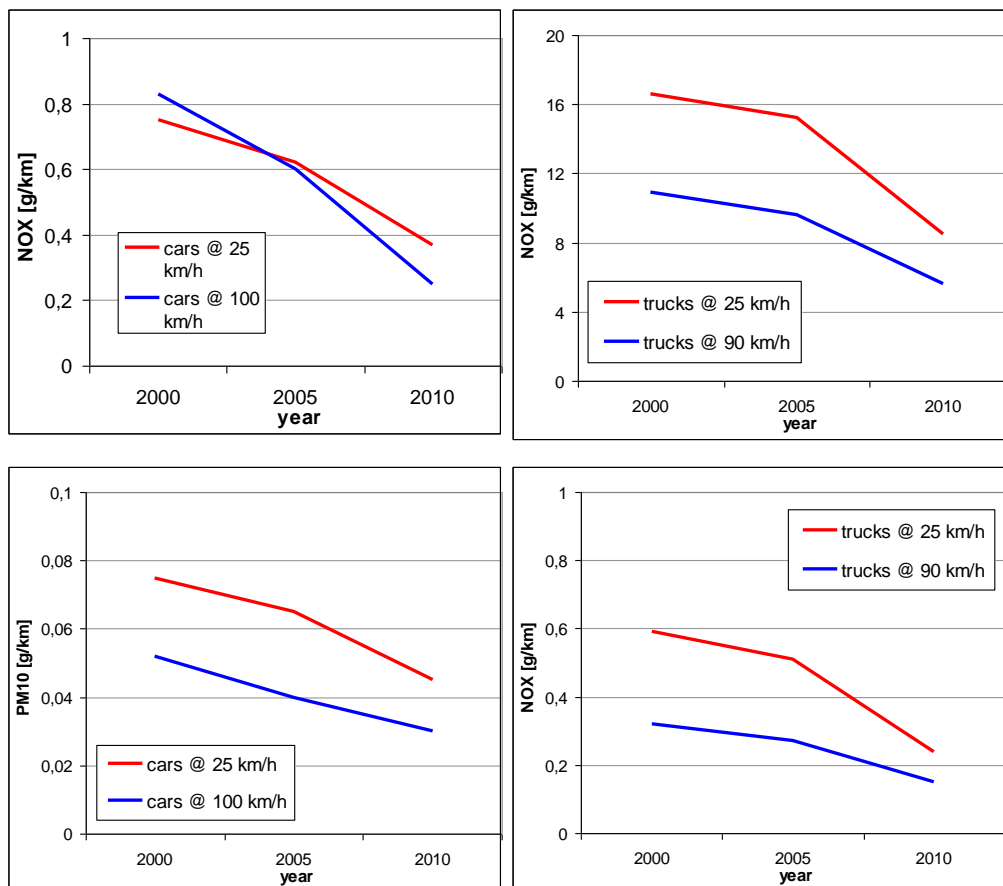 1
0,8
0,6
0,4
0,2
0
NOX [g/km]
cars @ 25
km/h
cars @ 100
km/h
2000 2005 2010
year
20
16
12
8
4
0
NOX [g/km]
trucks @ 25 km/h
trucks @ 90 km/h
2000 2005 2010
year
0,1
0,08
0,06
0,04
0,02
0
PM10 [g/km]
cars @ 25 km/h
cars @ 100 km/h
2000 2005 2010
year
1
0,8
0,6
0,4
0,2
0
NOX [g/km]
trucks @ 25 km/h
trucks @ 90 km/h
2000 2005 2010
year